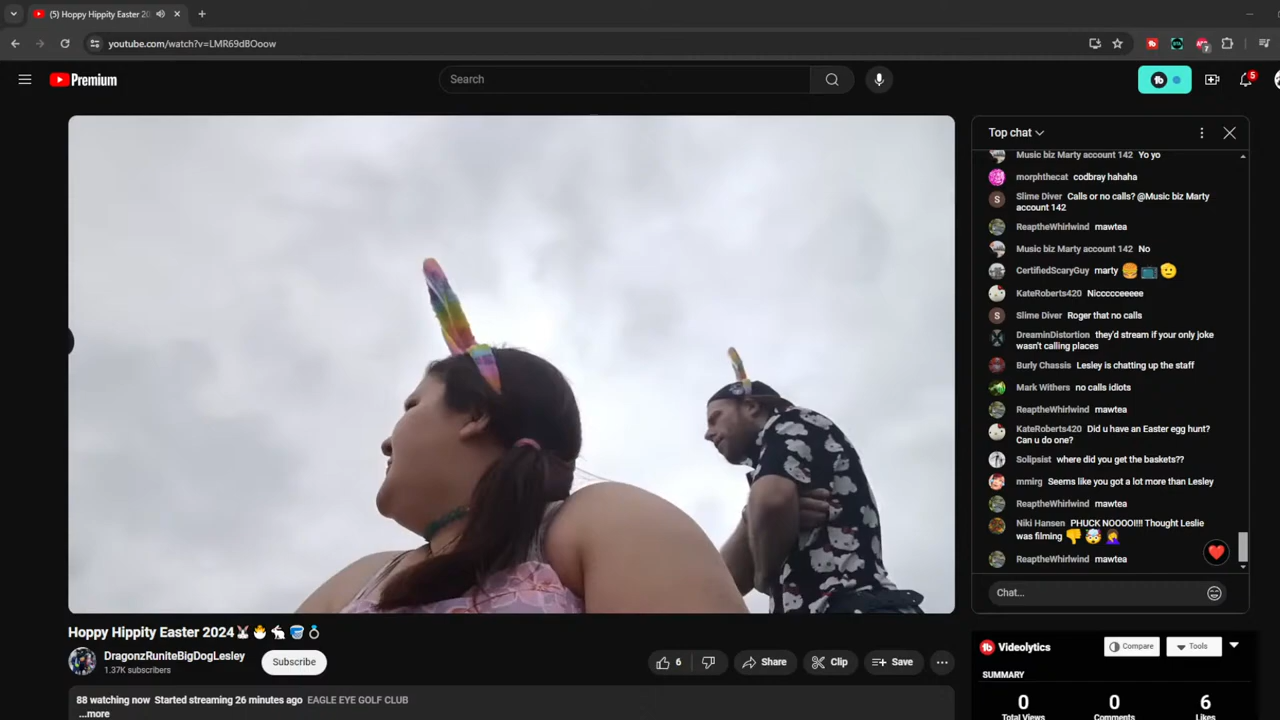 (5) Hoppy Hippity Easter 20
youtube.com/watch?v=LMR69dBOoow
7
Premium
Search
5
Top chat
Music biz Marty account 142 Yo yo
morphthecat codbray hahaha
Slime Diver Calls or no calls? @Music biz Marty
account 142
ReaptheWhirlwind mawtea
Music biz Marty account 142 No
CertifiedScaryGuy marty 🍔📺🫡
KateRoberts420 Niccccceeeee
Slime Diver Roger that no calls
DreaminDistortion they'd stream if your only joke
wasn't calling places
Burly Chassis Lesley is chatting up the staff
Mark Withers no calls idiots
ReaptheWhirlwind mawtea
KateRoberts420 Did u have an Easter egg hunt?
Can u do one?
Solipsist where did you get the baskets??
mmirg Seems like you got a lot more than Lesley
ReaptheWhirlwind mawtea
Niki Hansen PHUCK NOOOO!!!! Thought Leslie
was filming 👎🤯🤦‍♀️
ReaptheWhirlwind mawtea
Chat...
Hoppy Hippity Easter 2024🐰🐣🐇🪣💍
DragonzRuniteBigDogLesley
1.37K subscribers
Subscribe
6
Share
Clip
Save
88 watching now Started streaming 26 minutes ago EAGLE EYE GOLF CLUB
...more
Videolytics
Compare
Tools
SUMMARY
0
0
6
Total Views
Comments
Likes